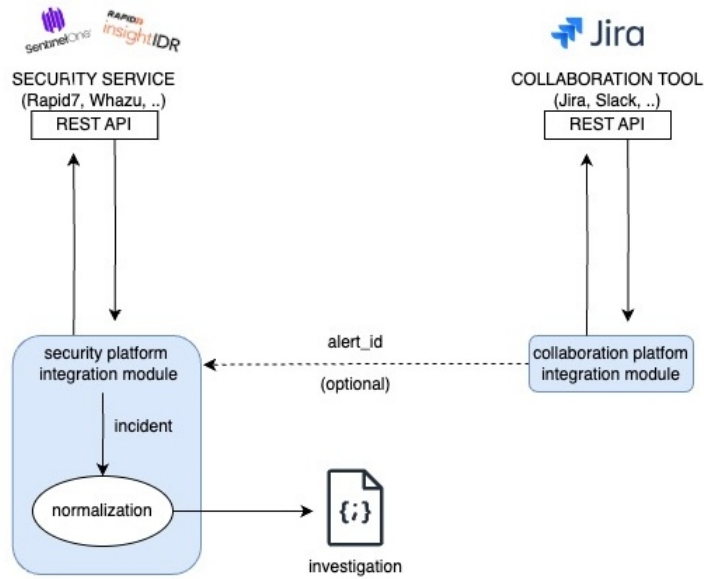 SentinelOne
RAPID7
insightIDR
Jira
SECURITY SERVICE
(Rapid7, Whazu, ..)
REST API
COLLABORATION TOOL
(Jira, Slack, ..)
REST API
security platform
integration module
alert_id
(optional)
collaboration platfom
integration module
incident
normalization
{;}
investigation